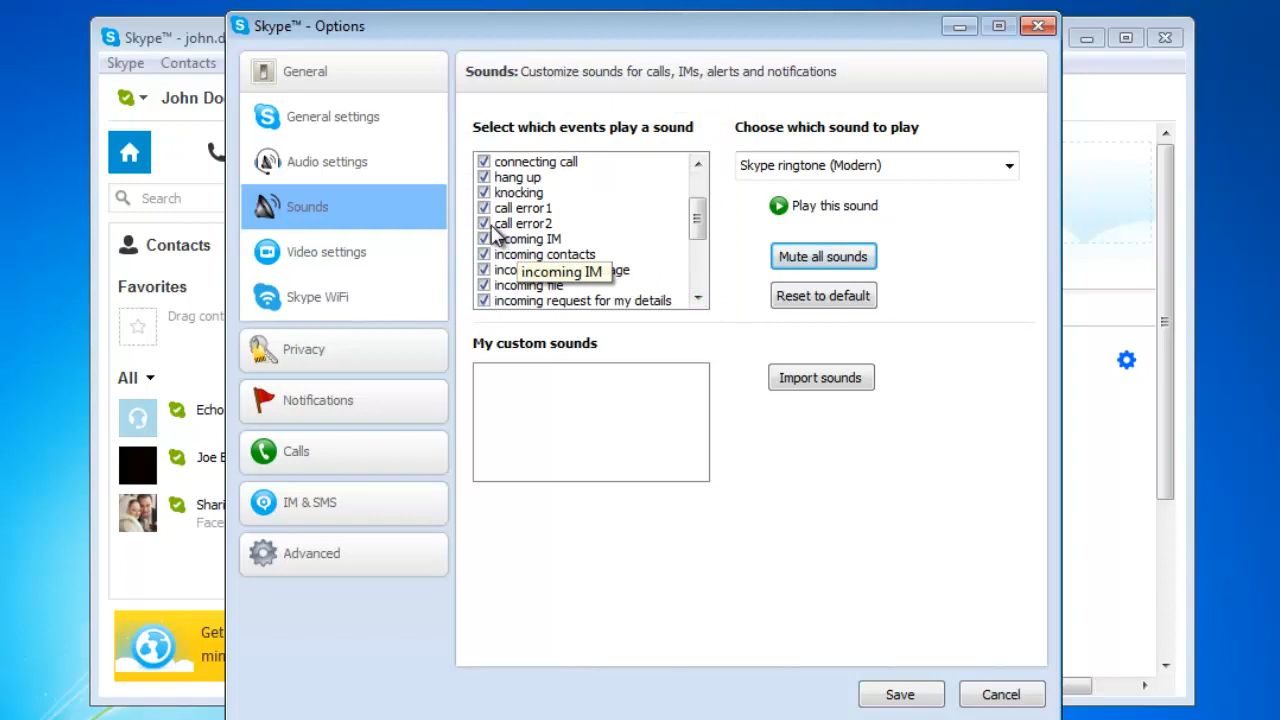 Skype™ - john.d
Skype™ - Options
Skype Contacts
John Do
Search
Contacts
Favorites
Drag cont
All
Echo
Joe E
Shari
Face
Get
min
General
General settings
Audio settings
Sounds
Video settings
Skype WiFi
Privacy
Notifications
Calls
IM & SMS
Advanced
Sounds: Customize sounds for calls, IMs, alerts and notifications
Select which events play a sound
connecting call
hang up
knocking
call error1
call error2
incoming IM
incoming contacts
incoming IM
age
incoming file
incoming request for my details
Choose which sound to play
Skype ringtone (Modern)
Play this sound
Mute all sounds
Reset to default
My custom sounds
Import sounds
Save Cancel